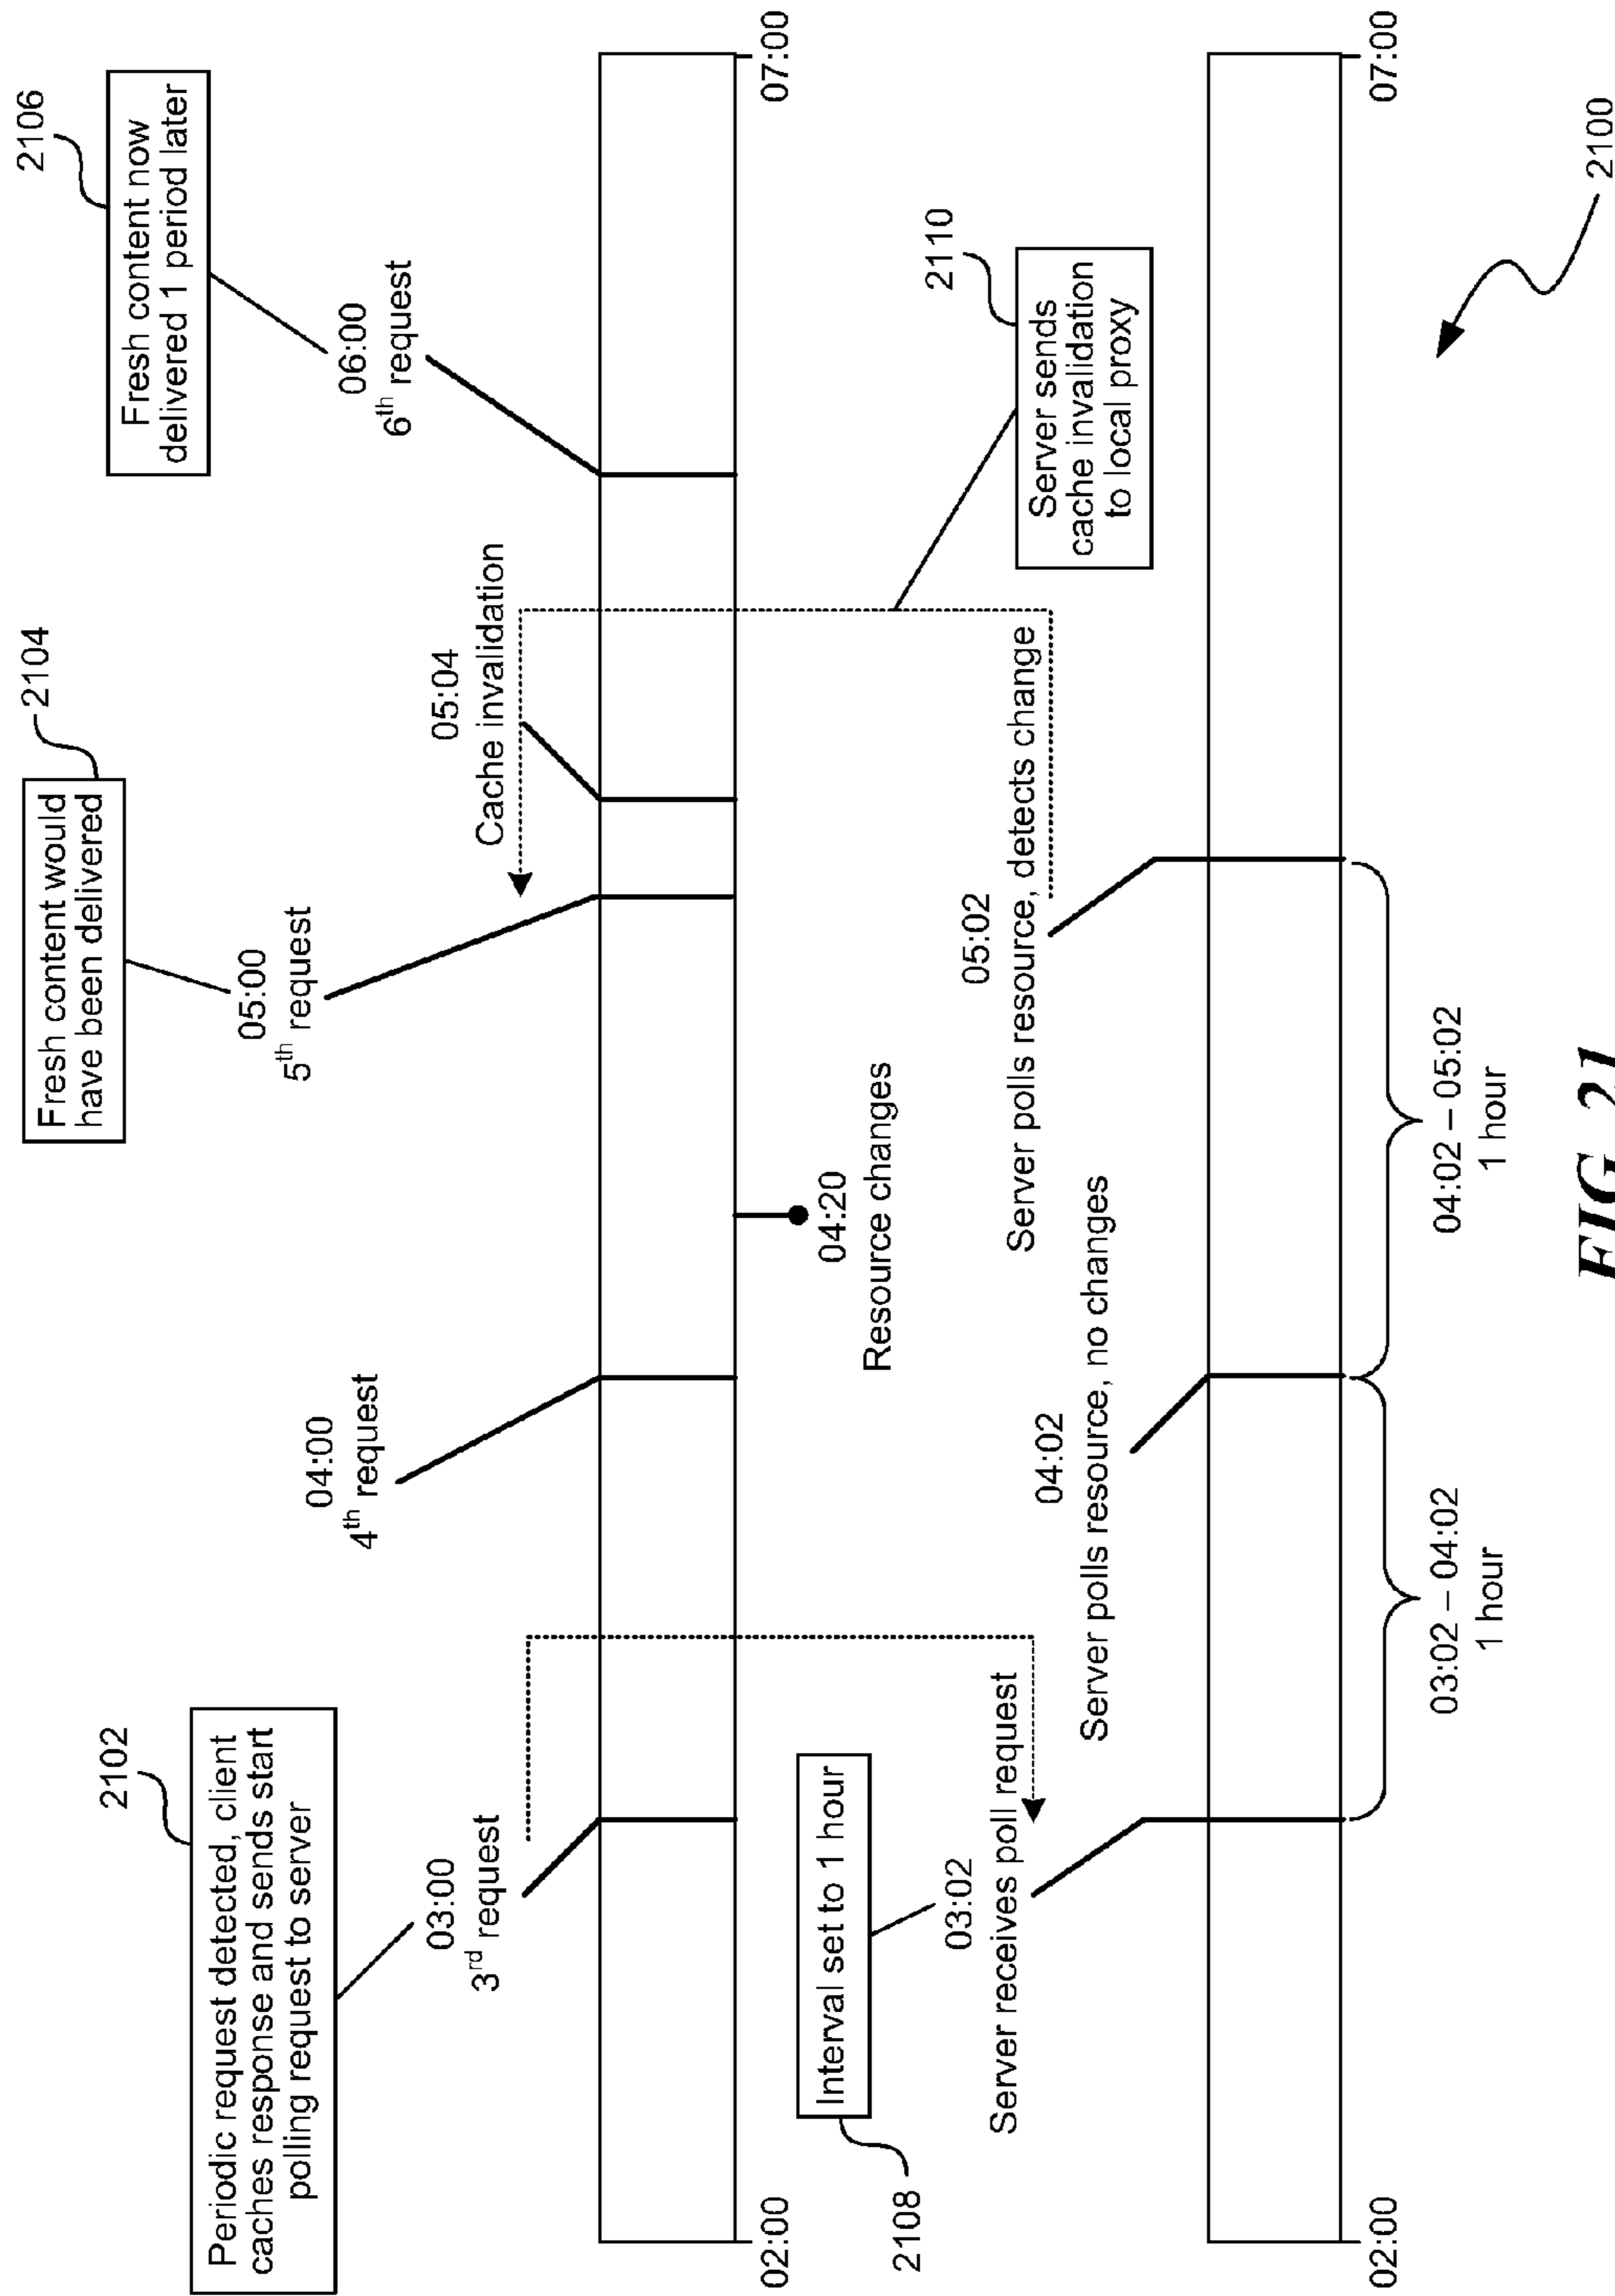 2102
Periodic request detected, client
caches response and sends start
polling request to server
2104
Fresh content would
have been delivered
2106
Fresh content now
delivered 1 period later
03:00
3rd request
04:00
4th request
05:00
5th request
05:04
Cache invalidation
06:00
6th request
02:00
07:00
04:20
Resource changes
2108
Interval set to 1 hour
03:02
Server receives poll request
04:02
Server polls resource, no changes
05:02
Server polls resource, detects change
2110
Server sends
cache invalidation
to local proxy
02:00
07:00
03:02 – 04:02
1 hour
04:02 – 05:02
1 hour
2100
FIG. 21